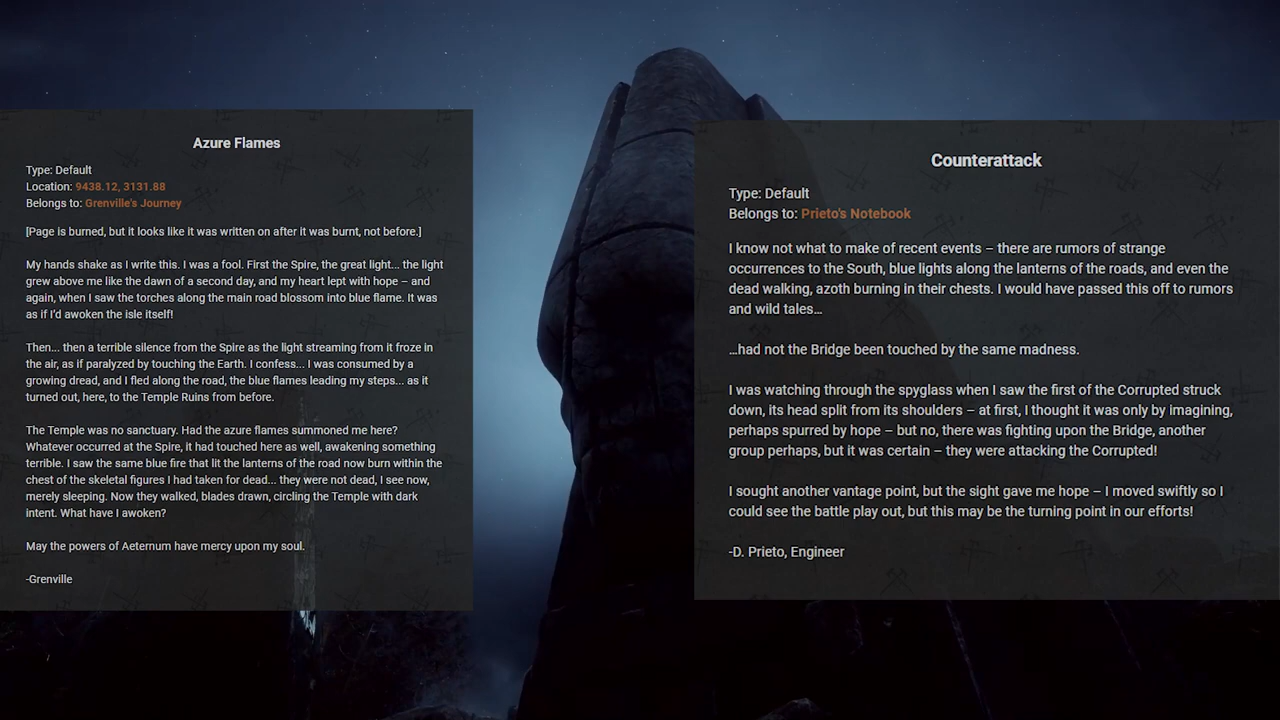 Azure Flames
Type: Default
Location: 9438.12, 3131.88
Belongs to: Grenville's Journey
[Page is burned, but it looks like it was written on after it was burnt, not before.]
My hands shake as I write this. I was a fool. First the Spire, the great light... the light
grew above me like the dawn of a second day, and my heart lept with hope – and
again, when I saw the torches along the main road blossom into blue flame. It was
as if I'd awoken the isle itself!
Then... then a terrible silence from the Spire as the light streaming from it froze in
the air, as if paralyzed by touching the Earth. I confess... I was consumed by a
growing dread, and I fled along the road, the blue flames leading my steps... as it
turned out, here, to the Temple Ruins from before.
The Temple was no sanctuary. Had the azure flames summoned me here?
Whatever occurred at the Spire, it had touched here as well, awakening something
terrible. I saw the same blue fire that lit the lanterns of the road now burn within the
chest of the skeletal figures I had taken for dead... they were not dead, I see now,
merely sleeping. Now they walked, blades drawn, circling the Temple with dark
intent. What have I awoken?
May the powers of Aeternum have mercy upon my soul.
-Grenville
Counterattack
Type: Default
Belongs to: Prieto's Notebook
I know not what to make of recent events – there are rumors of strange
occurrences to the South, blue lights along the lanterns of the roads, and even the
dead walking, azoth burning in their chests. I would have passed this off to rumors
and wild tales…
…had not the Bridge been touched by the same madness.
I was watching through the spyglass when I saw the first of the Corrupted struck
down, its head split from its shoulders – at first, I thought it was only by imagining,
perhaps spurred by hope – but no, there was fighting upon the Bridge, another
group perhaps, but it was certain – they were attacking the Corrupted!
I sought another vantage point, but the sight gave me hope – I moved swiftly so I
could see the battle play out, but this may be the turning point in our efforts!
-D. Prieto, Engineer